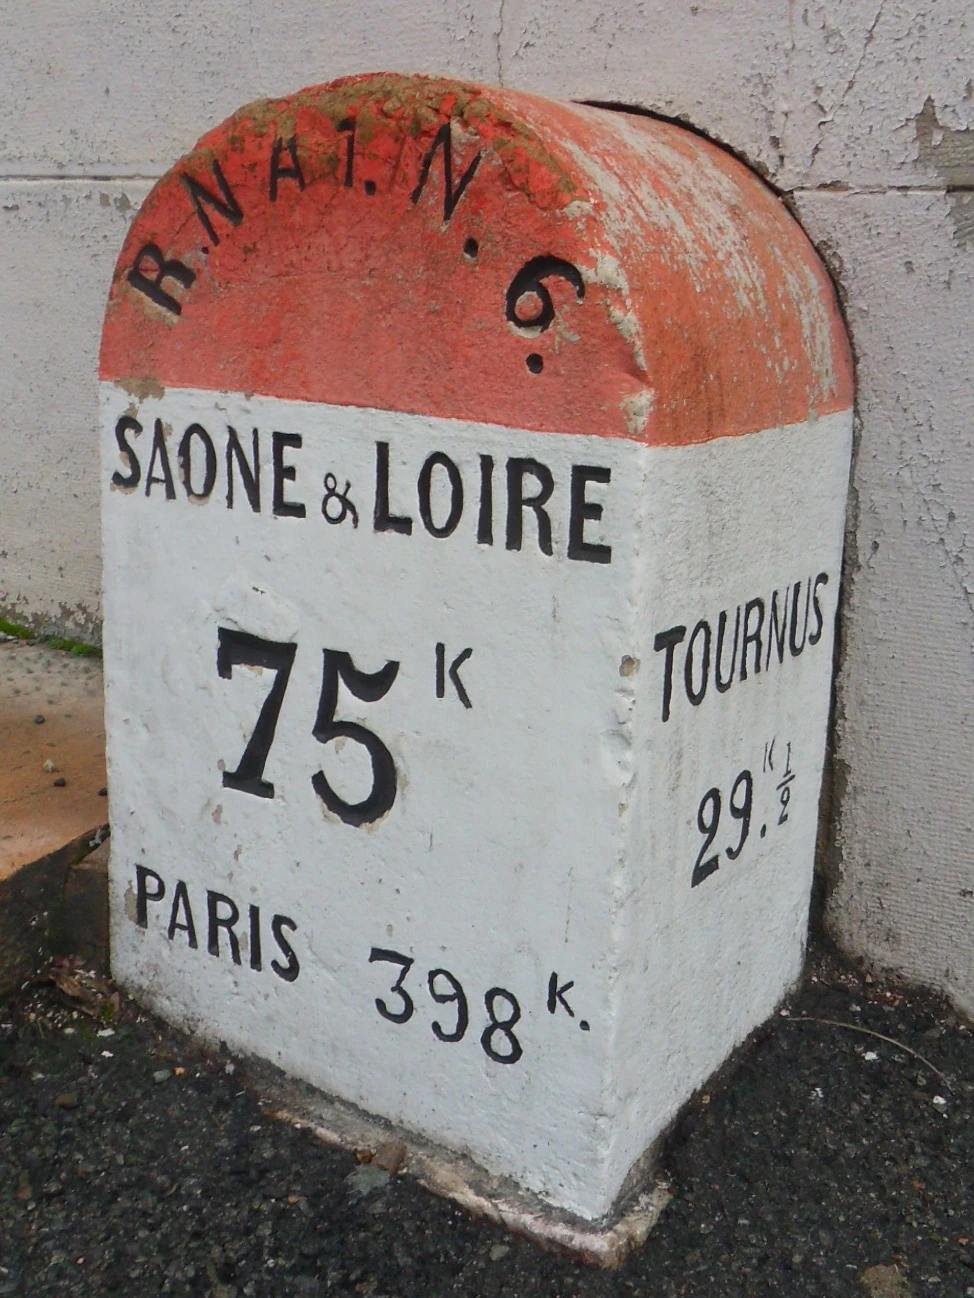 R.NAT. N. 6.
SAONE & LOIRE
75 K
PARIS 398 K.
TOURNUS
29. K 1/2